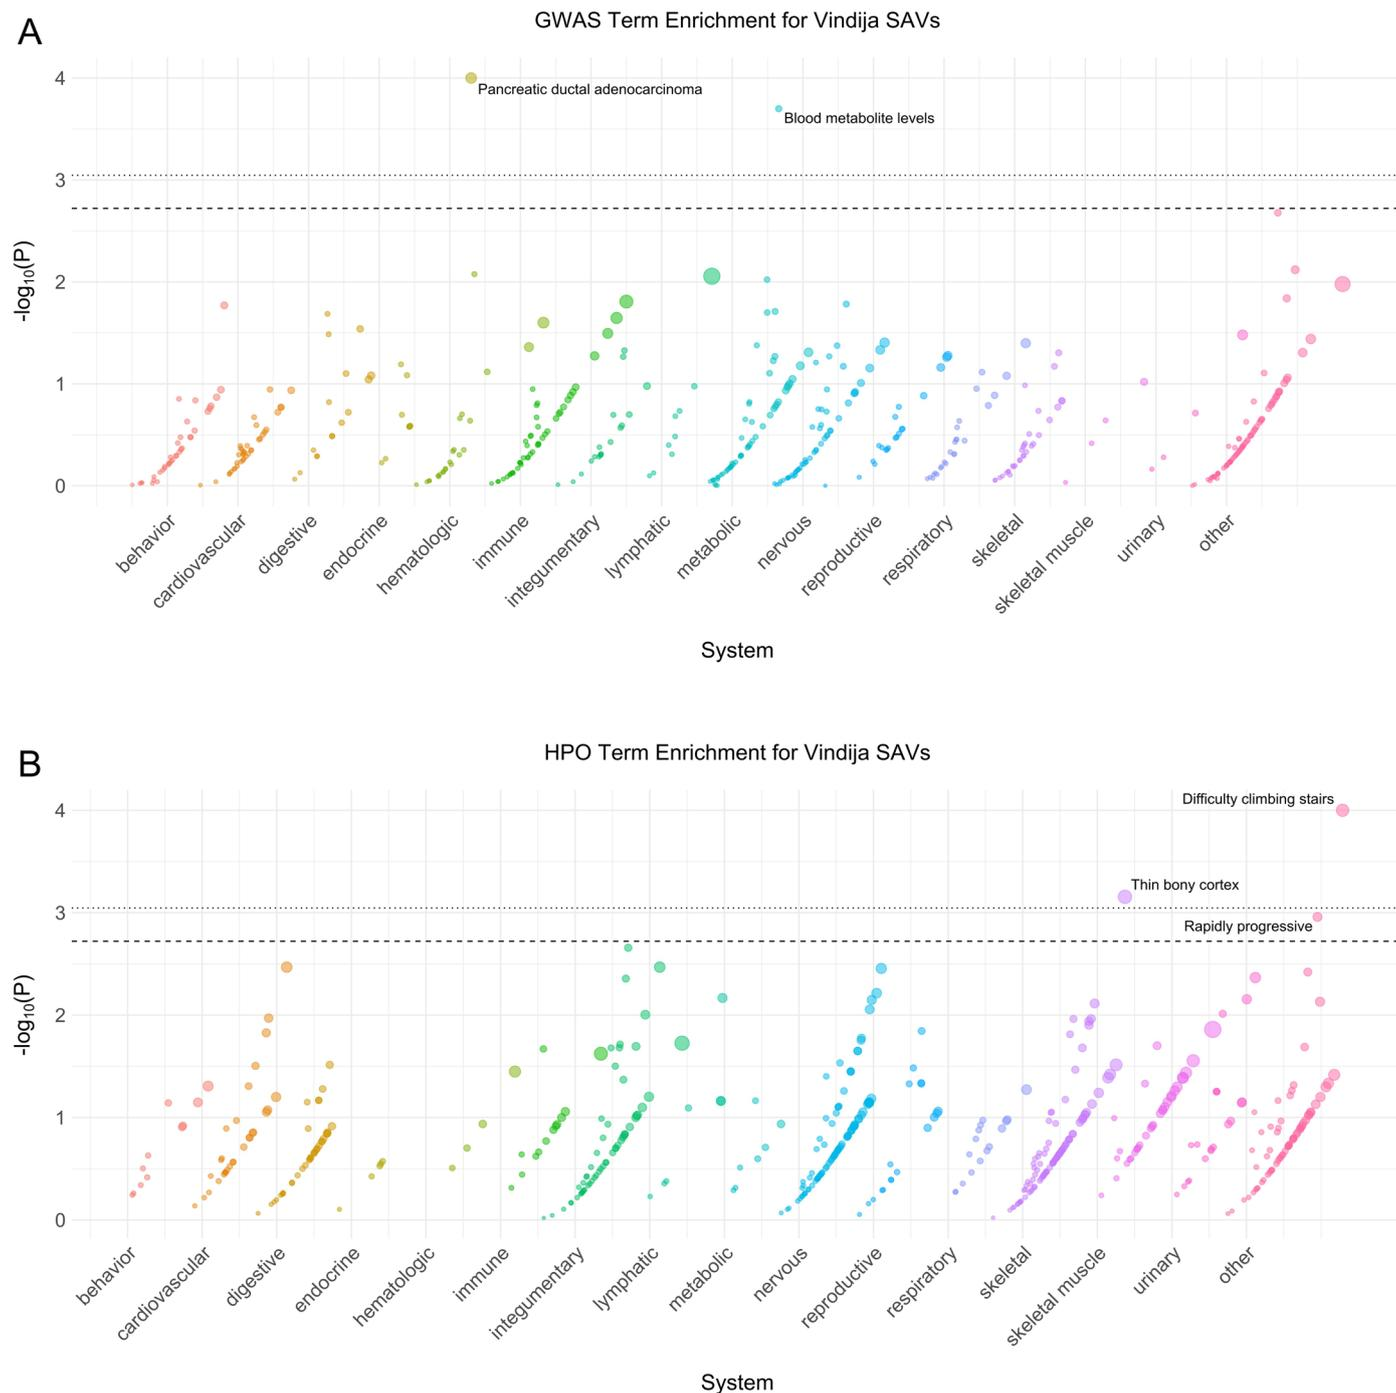 A
GWAS Term Enrichment for Vindija SAVs
4
Pancreatic ductal adenocarcinoma
Blood metabolite levels
3
2
1
0
-log10(P)
behavior
cardiovascular
digestive
endocrine
hematologic
immune
integumentary
lymphatic
metabolic
nervous
reproductive
respiratory
skeletal
skeletal muscle
urinary
other
System
B
HPO Term Enrichment for Vindija SAVs
Difficulty climbing stairs
4
Thin bony cortex
3
Rapidly progressive
2
1
0
-log10(P)
behavior
cardiovascular
digestive
endocrine
hematologic
immune
integumentary
lymphatic
metabolic
nervous
reproductive
respiratory
skeletal
skeletal muscle
urinary
other
System